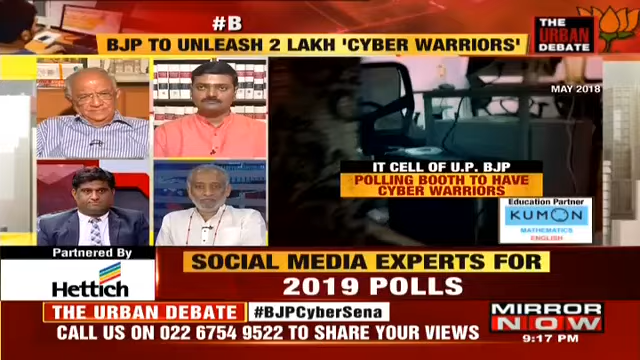 #B
BJP TO UNLEASH 2 LAKH 'CYBER WARRIORS'
THE
URBAN
DEBATE
MAY 2018
IT CELL OF U.P. BJP
POLLING BOOTH TO HAVE
CYBER WARRIORS
Education Partner
KUMON
MATHEMATICS
ENGLISH
Partnered By
Hettich
SOCIAL MEDIA EXPERTS FOR
2019 POLLS
THE URBAN DEBATE
#BJPCyberSena
CALL US ON 022 6754 9522 TO SHARE YOUR VIEWS
MIRROR
NOW
9:17 PM